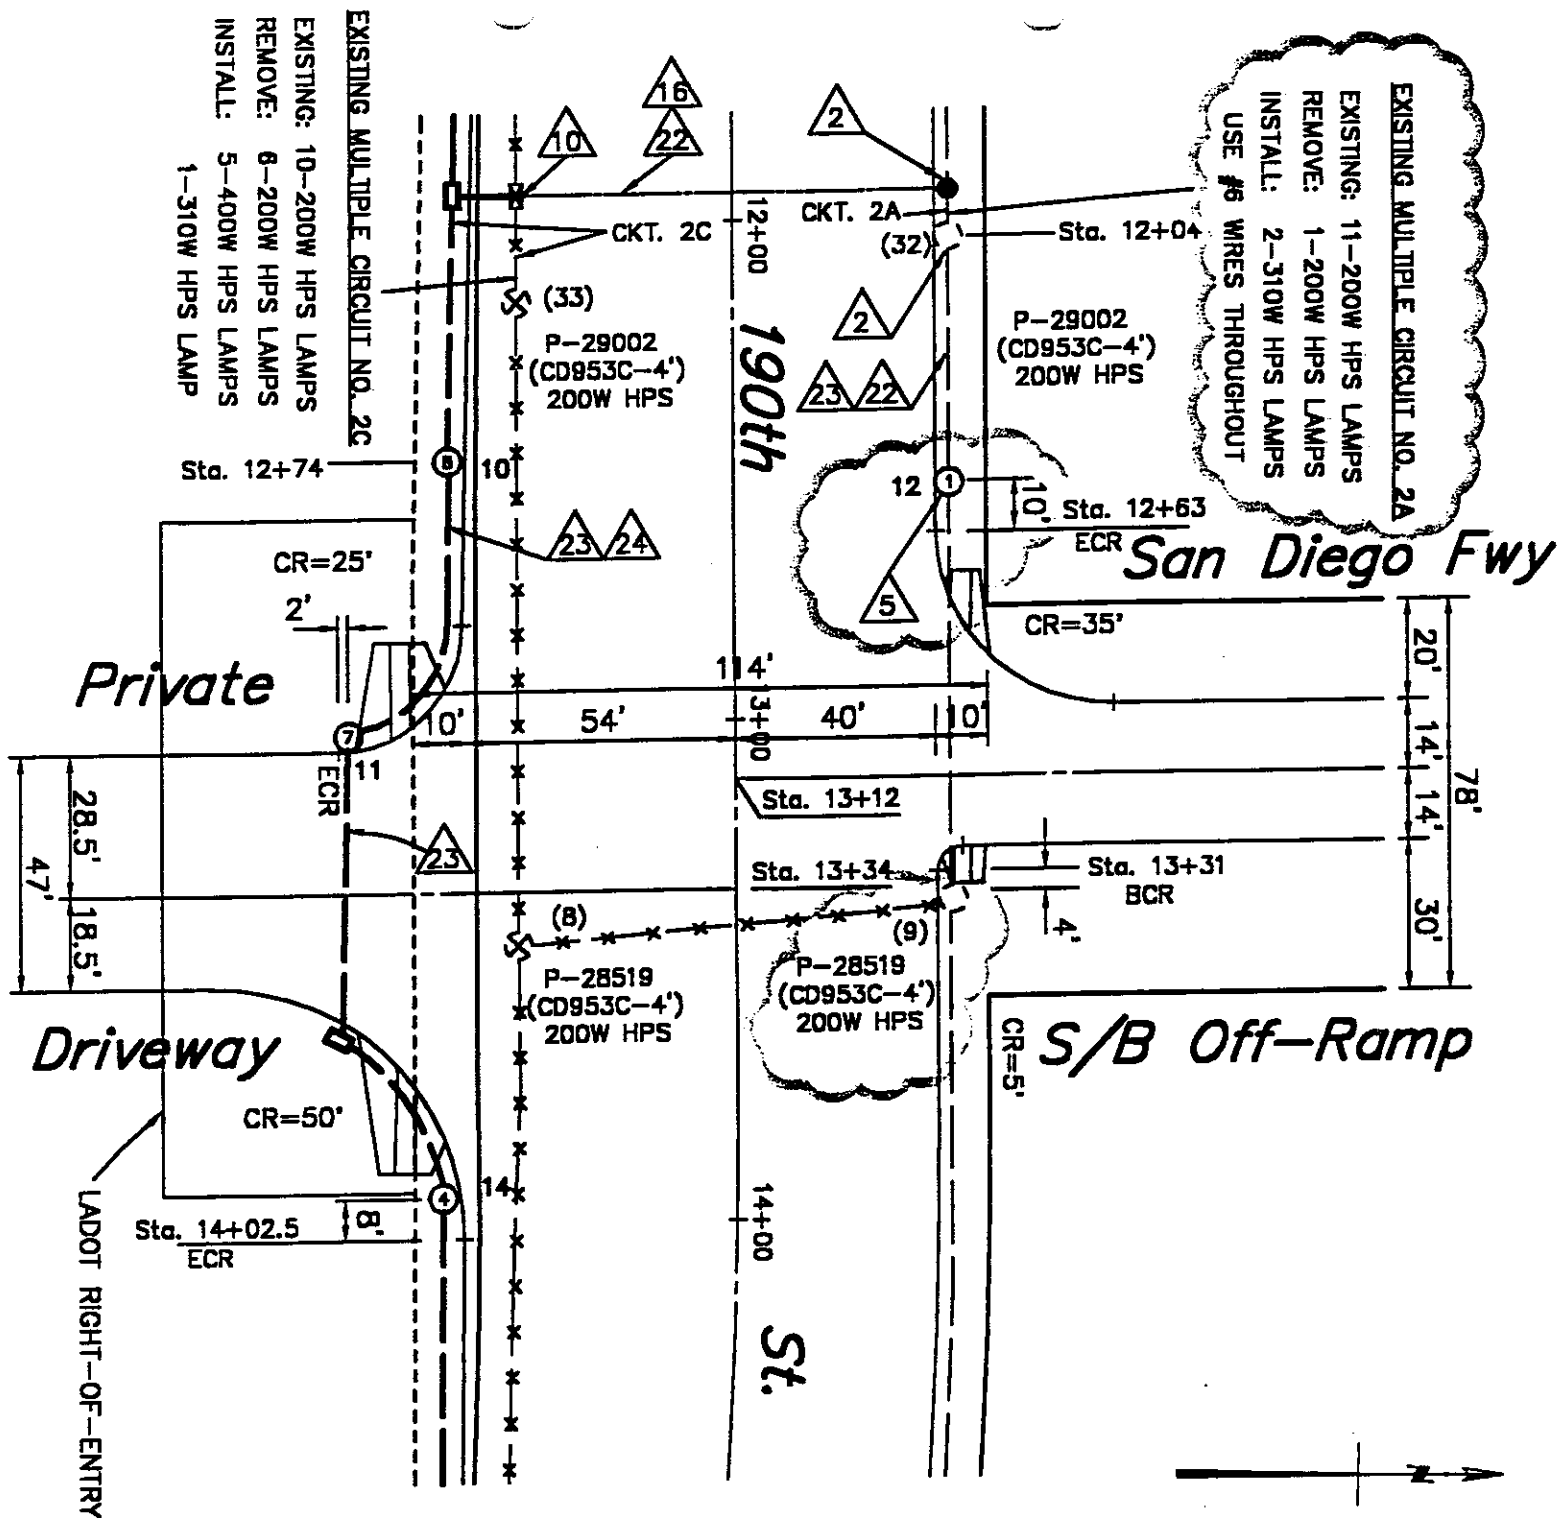 EXISTING MULTIPLE CIRCUIT NO. 2C
EXISTING: 10-200W HPS LAMPS
REMOVE: 6-200W HPS LAMPS
INSTALL: 5-400W HPS LAMPS
1-310W HPS LAMP
EXISTING MULTIPLE CIRCUIT NO. 2A
EXISTING: 11-200W HPS LAMPS
REMOVE: 1-200W HPS LAMPS
INSTALL: 2-310W HPS LAMPS
USE #6 WIRES THROUGHOUT
16
10
22
2
12+00
CKT. 2C
CKT. 2A
(32)
Sta. 12+04
(33)
P-29002
(CD953C-4')
200W HPS
2
P-29002
(CD953C-4')
200W HPS
23
22
190th
Sta. 12+74
8
10
12
1
10'
Sta. 12+63
ECR
23
24
San Diego Fwy
CR=25'
5
2'
CR=35'
20'
Private
114'
10'
54'
3+00
40'
10'
14'
7
11
ECR
78'
Sta. 13+12
14'
28.5'
23
Sta. 13+34
Sta. 13+31
BCR
47'
18.5'
(8)
(9)
4'
30'
P-28519
(CD953C-4')
200W HPS
P-28519
(CD953C-4')
200W HPS
Driveway
CR=5'
S/B Off-Ramp
CR=50'
14
4
8'
Sta. 14+02.5
ECR
14+00
LADOT RIGHT-OF-ENTRY
St.
N